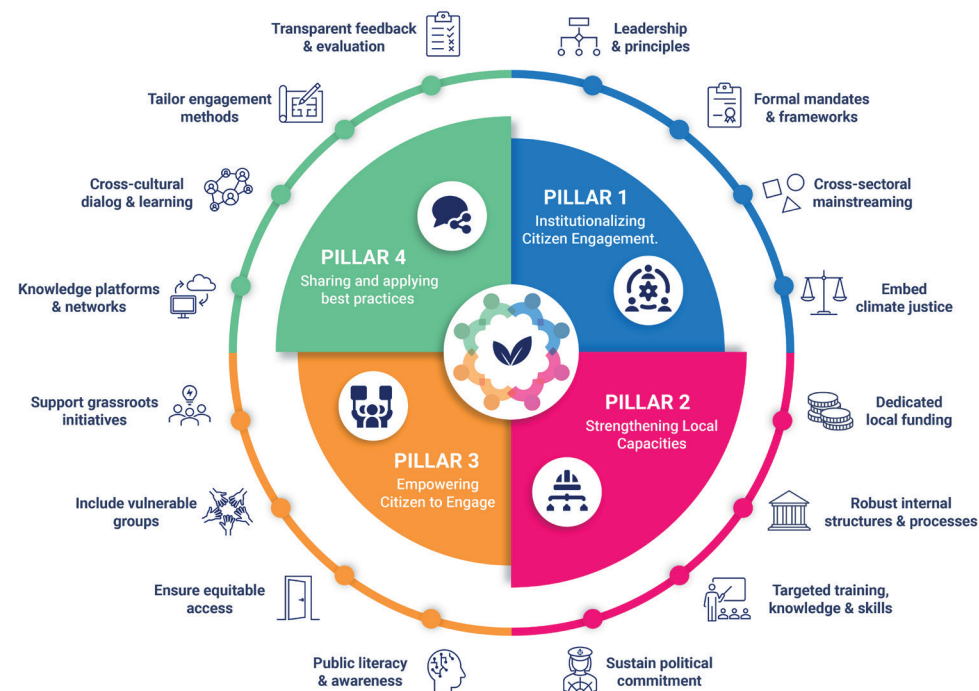 Transparent feedback
& evaluation
Leadership
& principles
Tailor engagement
methods
Formal mandates
& frameworks
Cross-cultural
dialog & learning
Cross-sectoral
mainstreaming
Knowledge platforms
& networks
Embed
climate justice
PILLAR 1
Institutionalizing
Citizen Engagement.
PILLAR 4
Sharing and applying
best practices
PILLAR 2
Strengthening Local
Capacities
PILLAR 3
Empowering
Citizen to Engage
Support grassroots
initiatives
Dedicated
local funding
Include vulnerable
groups
Robust internal
structures & processes
Ensure equitable
access
Targeted training,
knowledge & skills
Public literacy
& awareness
Sustain political
commitment